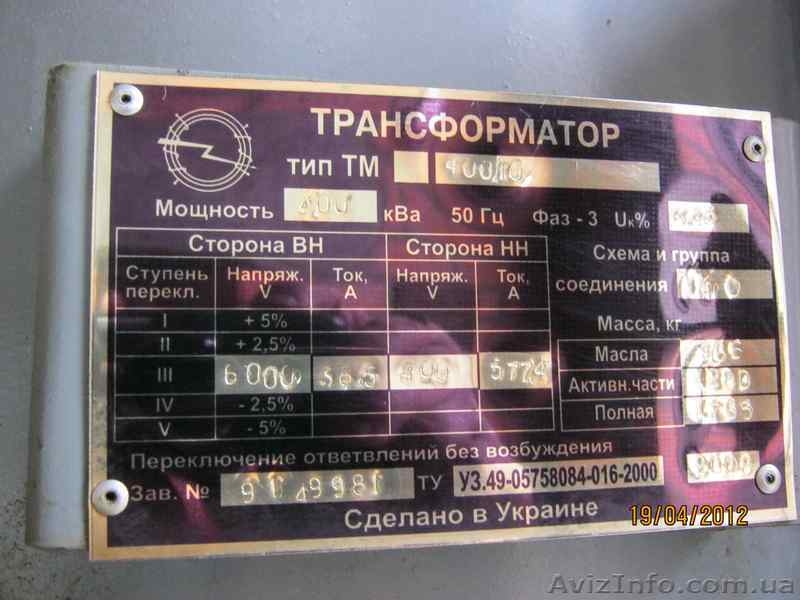 ТРАНСФОРМАТОР
тип ТМ 400/10
Мощность 400 кВа 50 Гц Фаз - 3 Uк%
Сторона ВН Сторона НН Схема и группа
соединения
Ступень перекл. Напряж. V Ток, А Напряж. V Ток, А
Масса, кг
I + 5%
II + 2,5% Масла
III 6000 400 Активн.части
IV - 2,5% Полная
V - 5%
Переключение ответвлений без возбуждения
Зав. № ТУ УЗ.49-05758084-016-2000
Сделано в Украине
19/04/2012
AvizInfo.com.ua